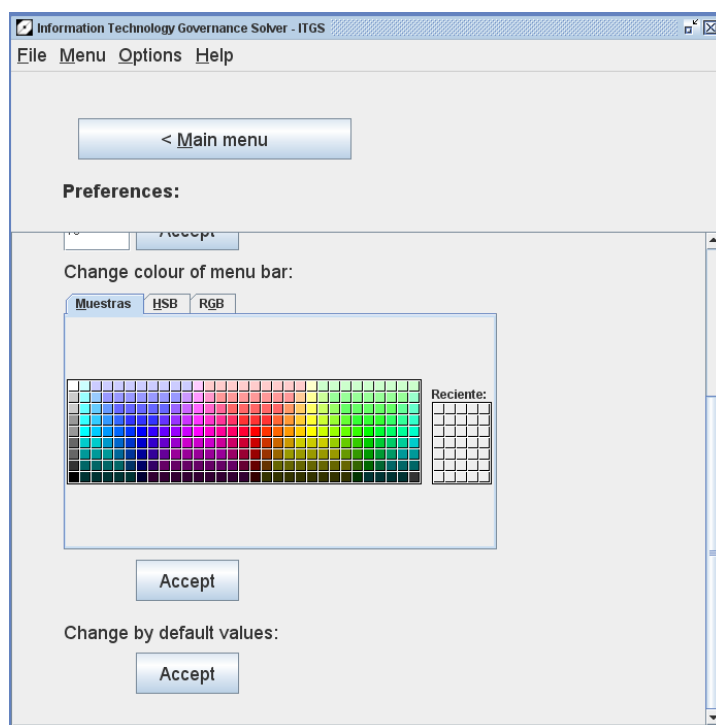 Information Technology Governance Solver - ITGS
File Menu Options Help
< Main menu
Preferences:
Accept
Change colour of menu bar:
Muestras HSB RGB
Reciente:
Accept
Change by default values:
Accept